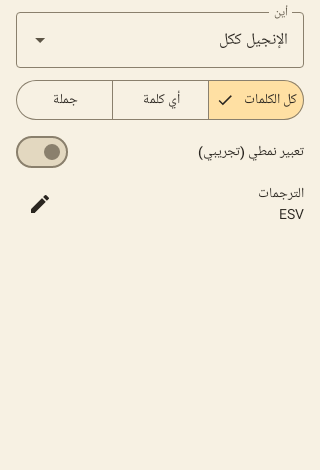 أين
الإنجيل ككل
كل الكلمات
أي كلمة
جملة
تعبير نمطي (تجريبي)
الترجمات
ESV